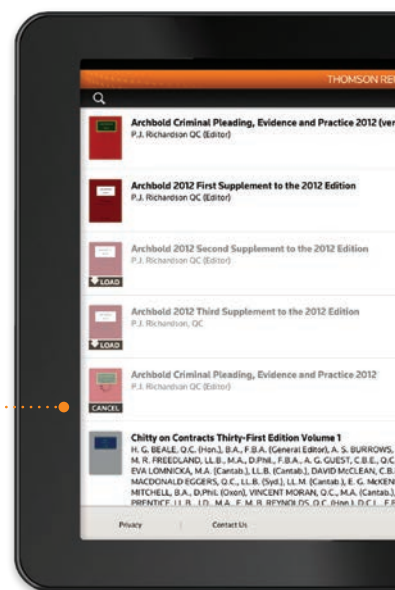 THOMSON RE
Archbold Criminal Pleading, Evidence and Practice 2012 (ver
P.J. Richardson QC (Editor)
Archbold 2012 First Supplement to the 2012 Edition
P.J. Richardson QC (Editor)
Archbold 2012 Second Supplement to the 2012 Edition
P.J. Richardson QC (Editor)
LOAD
Archbold 2012 Third Supplement to the 2012 Edition
P.J. Richardson, QC
LOAD
Archbold Criminal Pleading, Evidence and Practice 2012
P.J. Richardson QC (Editor)
CANCEL
Chitty on Contracts Thirty-First Edition Volume 1
H. G. BEALE, Q.C. (Hon.), B.A., F.B.A. (General Editor), A. S. BURROWS,
M. R. FREEDLAND, LL.B., M.A., D.Phil., F.B.A., A. G. GUEST, C.B.E., Q.C
EVA LOMNICKA, M.A. (Cantab.), LL.B. (Cantab.), DAVID McCLEAN, C.B.
MACDONALD EGGERS, Q.C., LL.B. (Syd.), LL.M. (Cantab.), E. G. McKEN
MITCHELL, B.A., D.Phil. (Oxon), VINCENT MORAN, Q.C., M.A. (Cantab.),
PRENTICE, LL.B., J.D., M.A., F. M. B. REYNOLDS, Q.C. (Hon.), D.C.L., F.B
Privacy
Contact Us